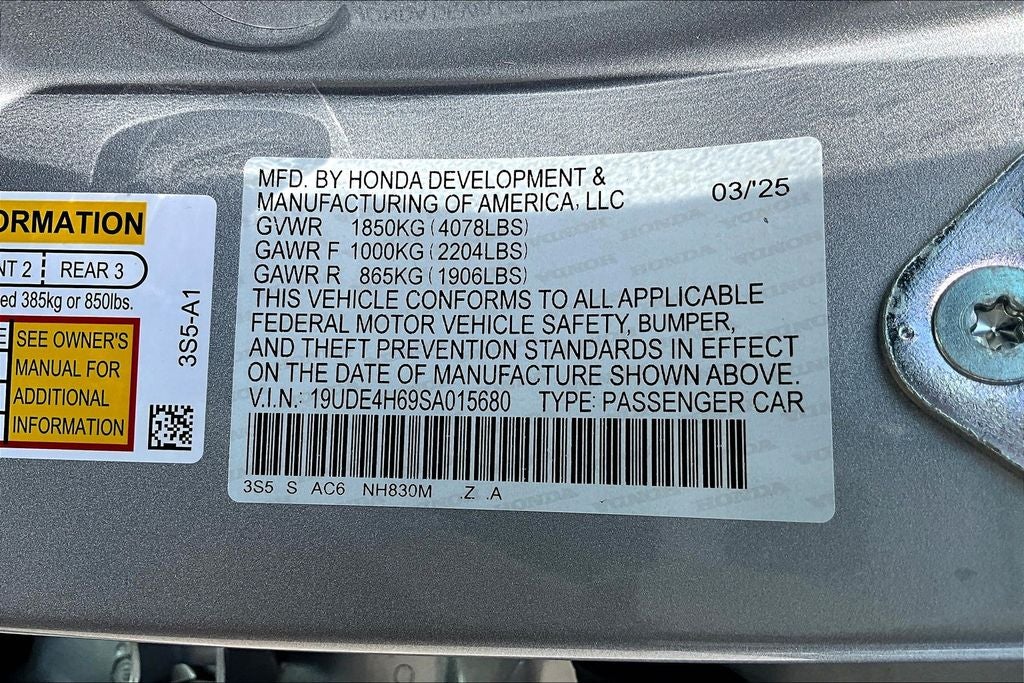 ORMATION
NT 2 REAR 3
ed 385kg or 850lbs.
E SEE OWNER'S
MANUAL FOR
ADDITIONAL
INFORMATION
3S5-A1
MFD. BY HONDA DEVELOPMENT &
MANUFACTURING OF AMERICA, LLC 03/'25
GVWR 1850KG (4078LBS)
GAWR F 1000KG (2204LBS)
GAWR R 865KG (1906LBS)
THIS VEHICLE CONFORMS TO ALL APPLICABLE
FEDERAL MOTOR VEHICLE SAFETY, BUMPER,
AND THEFT PREVENTION STANDARDS IN EFFECT
ON THE DATE OF MANUFACTURE SHOWN ABOVE.
V.I.N.: 19UDE4H69SA015680 TYPE: PASSENGER CAR
3S5 S AC6 NH830M .Z .A